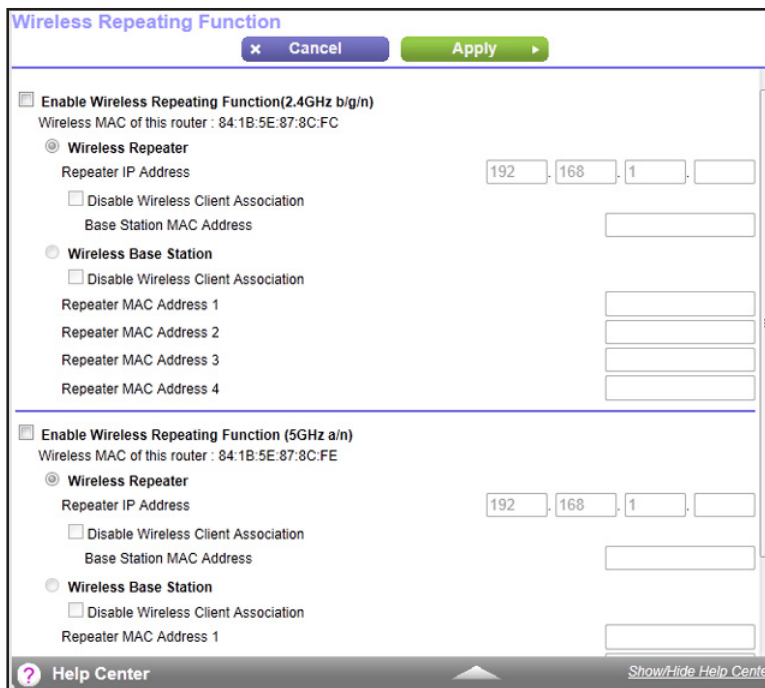 Wireless Repeating Function
x Cancel Apply
Enable Wireless Repeating Function(2.4GHz b/g/n)
Wireless MAC of this router : 84:1B:5E:87:8C:FC
Wireless Repeater
Repeater IP Address 192 . 168 . 1 .
Disable Wireless Client Association
Base Station MAC Address
Wireless Base Station
Disable Wireless Client Association
Repeater MAC Address 1
Repeater MAC Address 2
Repeater MAC Address 3
Repeater MAC Address 4
Enable Wireless Repeating Function (5GHz a/n)
Wireless MAC of this router : 84:1B:5E:87:8C:FE
Wireless Repeater
Repeater IP Address 192 . 168 . 1 .
Disable Wireless Client Association
Base Station MAC Address
Wireless Base Station
Disable Wireless Client Association
Repeater MAC Address 1
? Help Center Show/Hide Help Cente